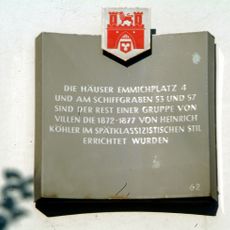 DIE HÄUSER EMMICHPLATZ 4
UND AM SCHIFFGRABEN 53 UND 57
SIND DER REST EINER GRUPPE VON
VILLEN DIE 1872-1877 VON HEINRICH
KÖHLER IM SPÄTKLASSIZISTISCHEN STIL
ERRICHTET WURDEN
62